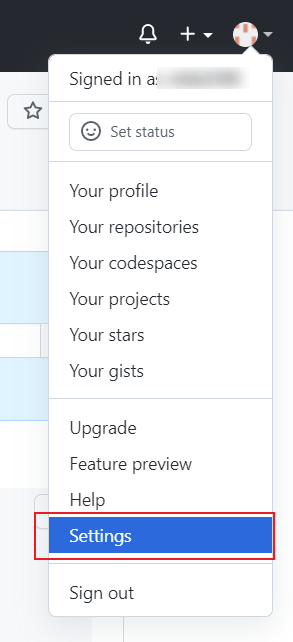 Signed in as
Set status
Your profile
Your repositories
Your codespaces
Your projects
Your stars
Your gists
Upgrade
Feature preview
Help
Settings
Sign out